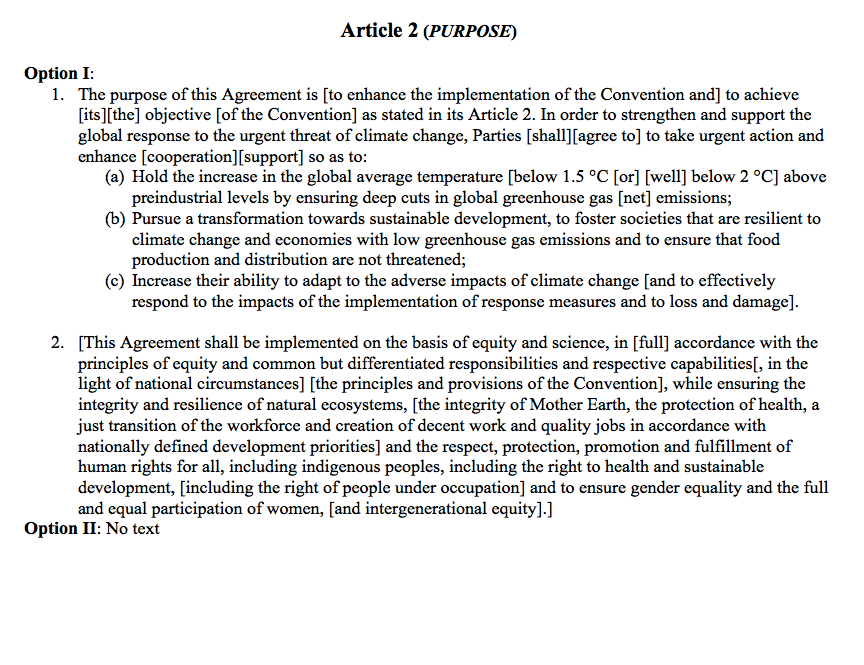 Article 2 (PURPOSE)
Option I:
1. The purpose of this Agreement is [to enhance the implementation of the Convention and] to achieve
[its][the] objective [of the Convention] as stated in its Article 2. In order to strengthen and support the
global response to the urgent threat of climate change, Parties [shall][agree to] to take urgent action and
enhance [cooperation][support] so as to:
(a) Hold the increase in the global average temperature [below 1.5 °C [or] [well] below 2 °C] above
preindustrial levels by ensuring deep cuts in global greenhouse gas [net] emissions;
(b) Pursue a transformation towards sustainable development, to foster societies that are resilient to
climate change and economies with low greenhouse gas emissions and to ensure that food
production and distribution are not threatened;
(c) Increase their ability to adapt to the adverse impacts of climate change [and to effectively
respond to the impacts of the implementation of response measures and to loss and damage].
2. [This Agreement shall be implemented on the basis of equity and science, in [full] accordance with the
principles of equity and common but differentiated responsibilities and respective capabilities[, in the
light of national circumstances] [the principles and provisions of the Convention], while ensuring the
integrity and resilience of natural ecosystems, [the integrity of Mother Earth, the protection of health, a
just transition of the workforce and creation of decent work and quality jobs in accordance with
nationally defined development priorities] and the respect, protection, promotion and fulfillment of
human rights for all, including indigenous peoples, including the right to health and sustainable
development, [including the right of people under occupation] and to ensure gender equality and the full
and equal participation of women, [and intergenerational equity].]
Option II: No text